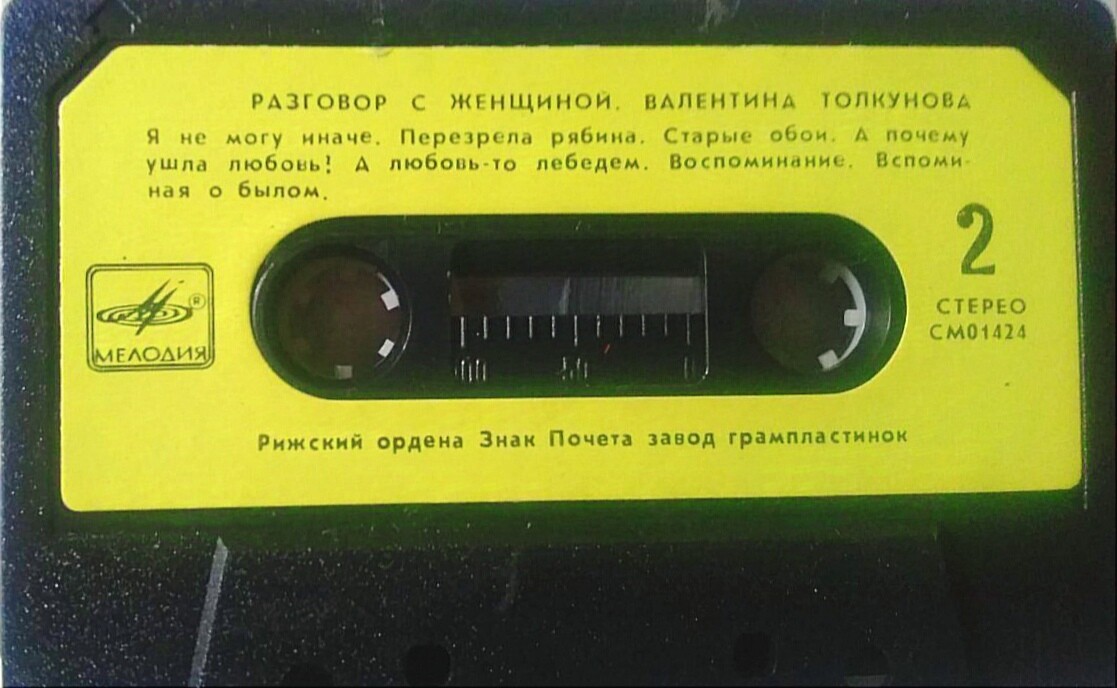 РАЗГОВОР С ЖЕНЩИНОЙ. ВАЛЕНТИНА ТОЛКУНОВА
Я не могу иначе. Перезрела рябина. Старые обои. А почему
ушла любовь! А любовь-то лебедем. Воспоминание. Вспоми-
ная о былом.
2
СТЕРЕО
СМ01424
®
МЕЛОДИЯ
Рижский ордена Знак Почета завод грампластинок